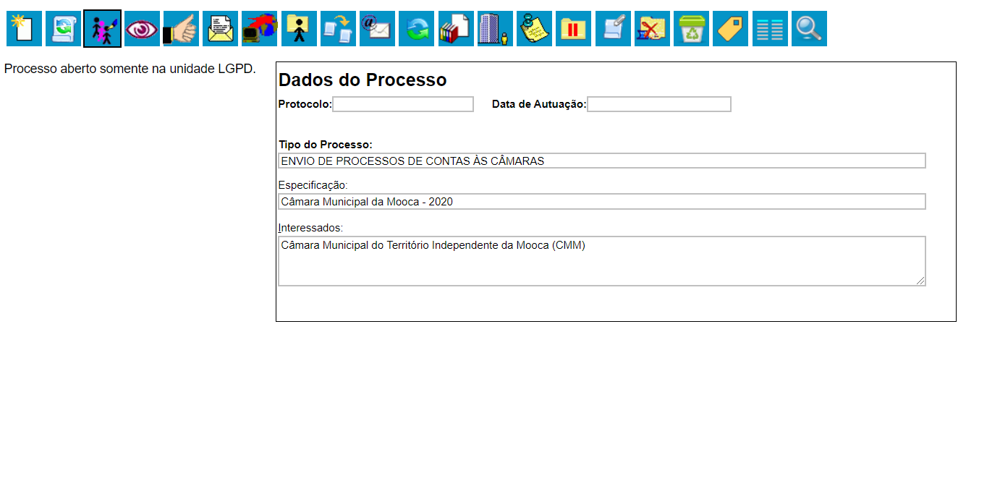 Processo aberto somente na unidade LGPD.
Dados do Processo
Protocolo: Data de Autuação:
Tipo do Processo:
ENVIO DE PROCESSOS DE CONTAS ÀS CÂMARAS
Especificação:
Câmara Municipal da Mooca - 2020
Interessados:
Câmara Municipal do Território Independente da Mooca (CMM)